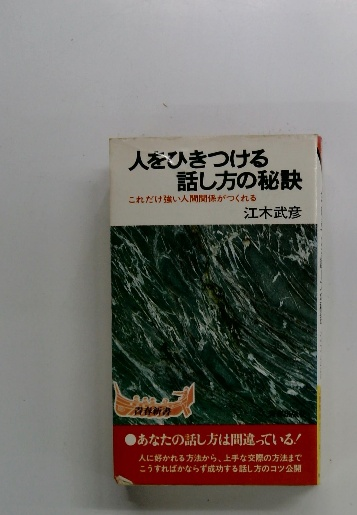 人をひきつける
話し方の秘訣
これだけ強い人間関係がつくれる
江木武彦
青春新書
●あなたの話し方は間違っている!
人に好かれる方法から、上手な交際の方法まで
こうすればかならず成功する話し方のコツ公開